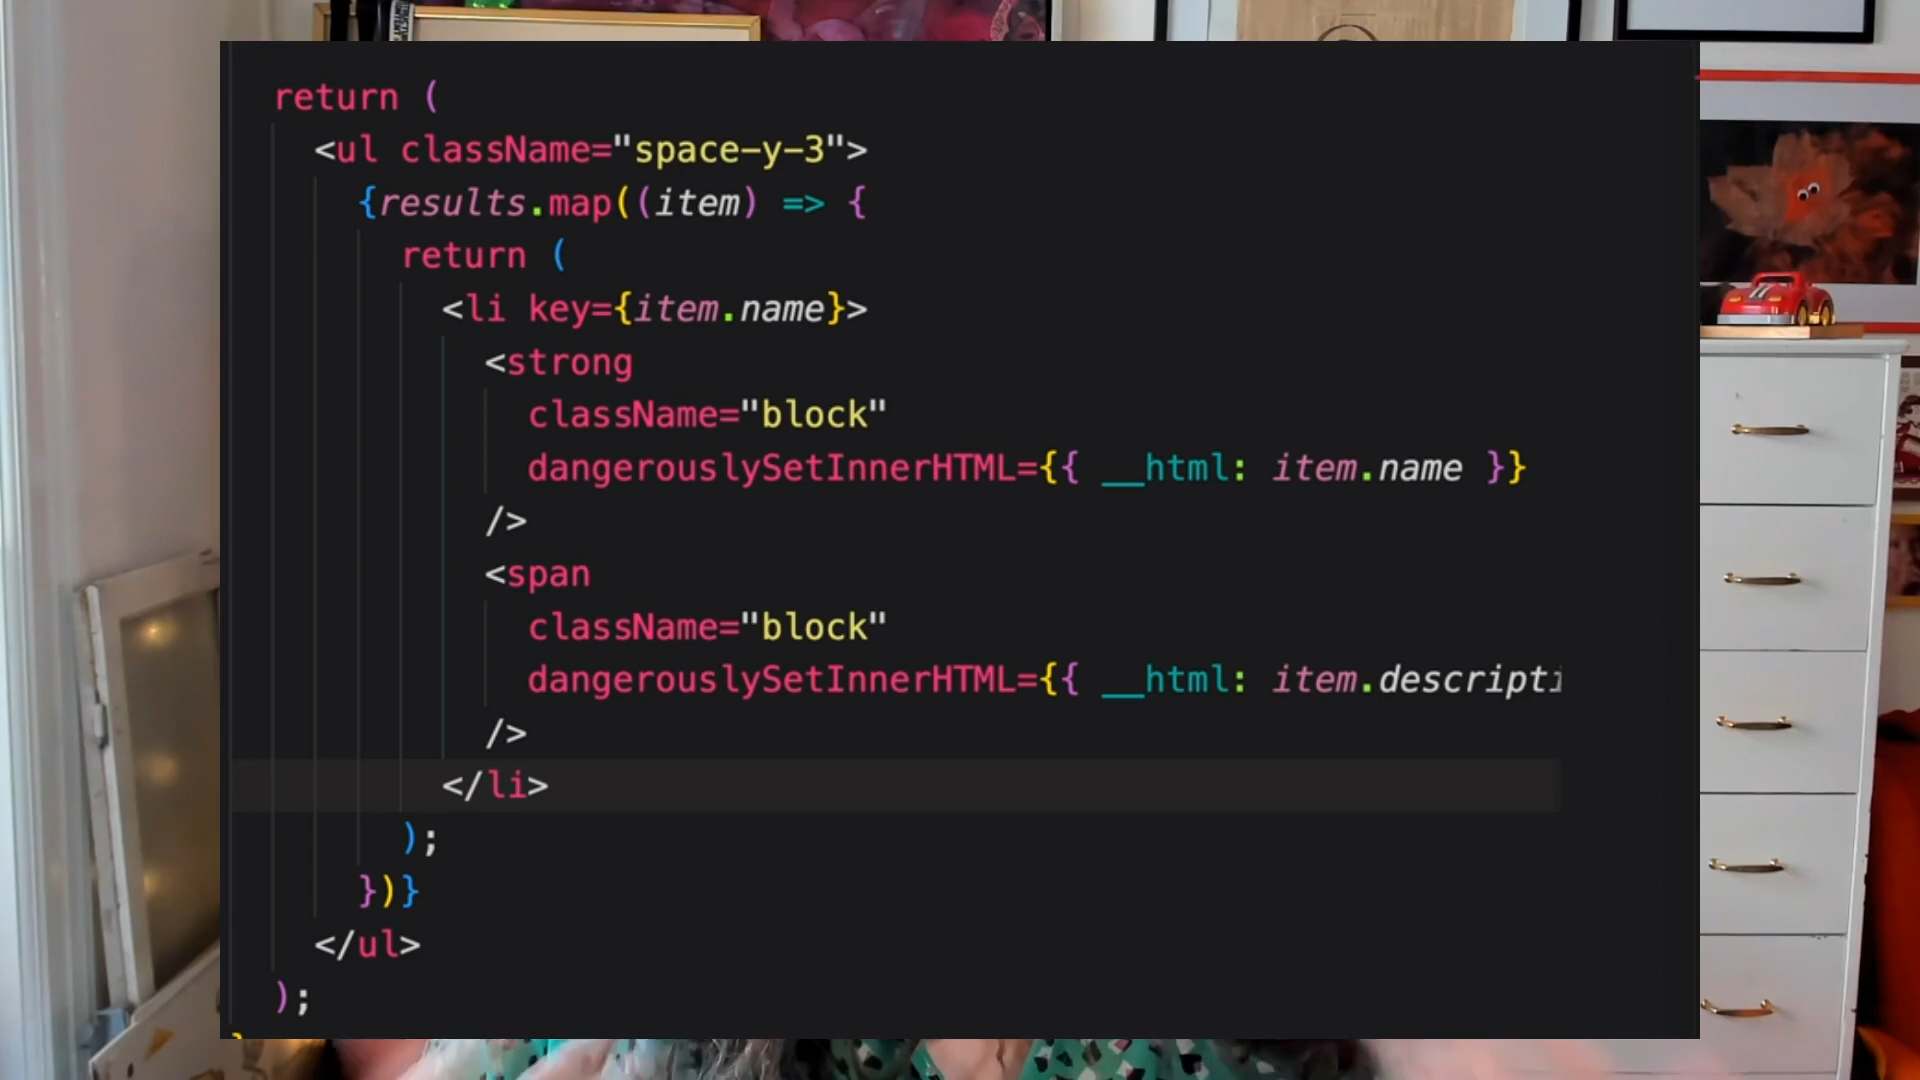 return (
<ul className="space-y-3">
{results.map((item) => {
return (
<li key={item.name}>
<strong
className="block"
dangerouslySetInnerHTML={{ __html: item.name }}
/>
<span
className="block"
dangerouslySetInnerHTML={{ __html: item.descripti
/>
</li>
);
})}
</ul>
);
}